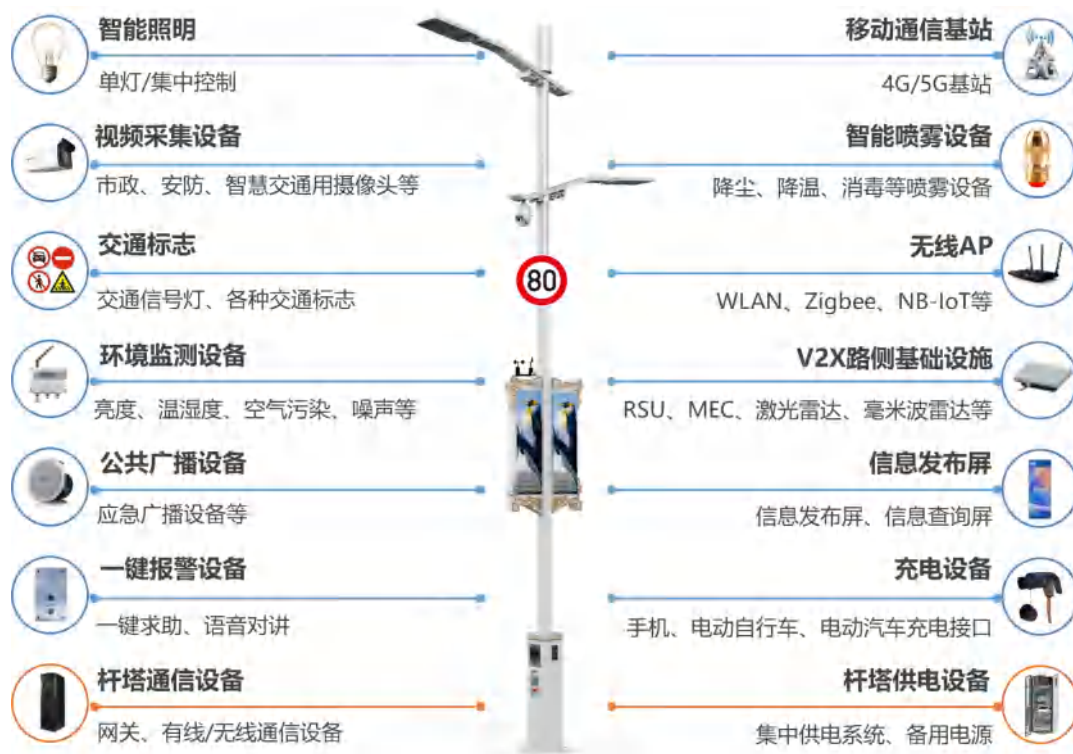 智能照明
单灯/集中控制
视频采集设备
市政、安防、智慧交通用摄像头等
交通标志
交通信号灯、各种交通标志
环境监测设备
亮度、温湿度、空气污染、噪声等
公共广播设备
应急广播设备等
一键报警设备
一键求助、语音对讲
杆塔通信设备
网关、有线/无线通信设备
80
移动通信基站
4G/5G基站
智能喷雾设备
降尘、降温、消毒等喷雾设备
无线AP
WLAN、Zigbee、NB-IoT等
V2X路侧基础设施
RSU、MEC、激光雷达、毫米波雷达等
信息发布屏
信息发布屏、信息查询屏
充电设备
手机、电动自行车、电动汽车充电接口
杆塔供电设备
集中供电系统、备用电源